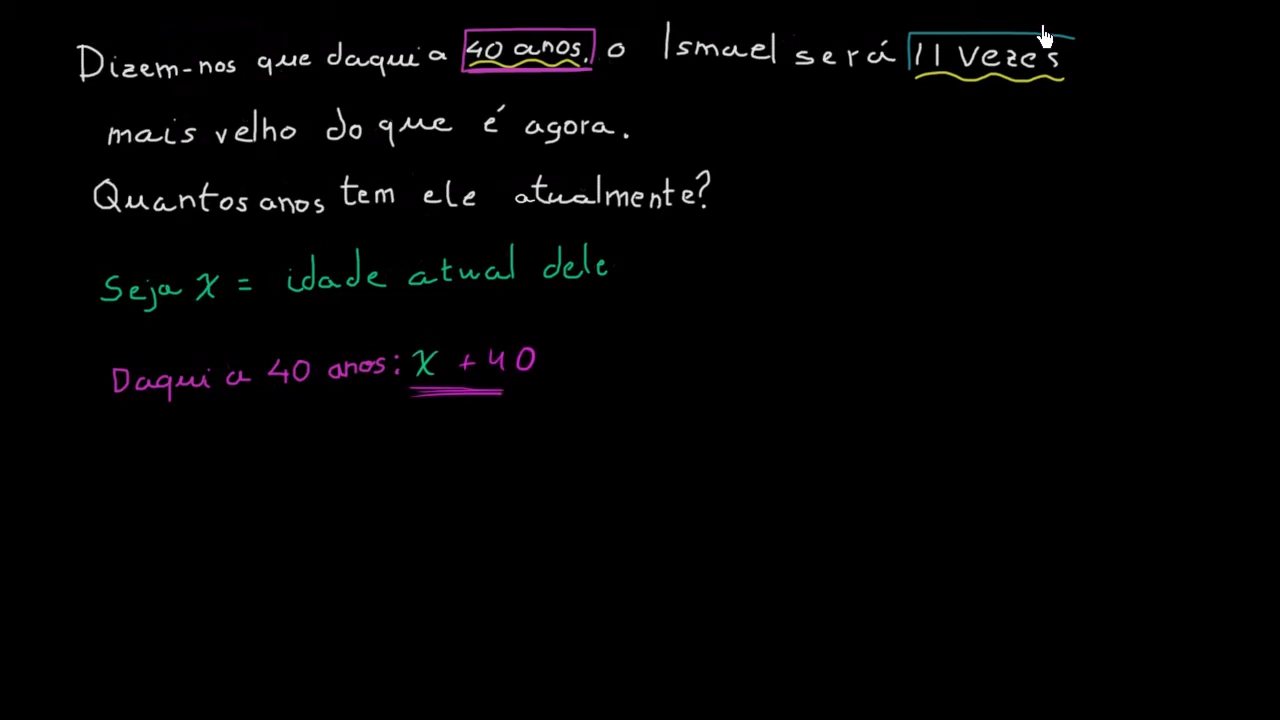 Dizem-nos que daqui a 40 anos, o Ismael será 11 vezes
mais velho do que é agora.
Quantos anos tem ele atualmente?
Seja x = idade atual dele
Daqui a 40 anos: x + 40